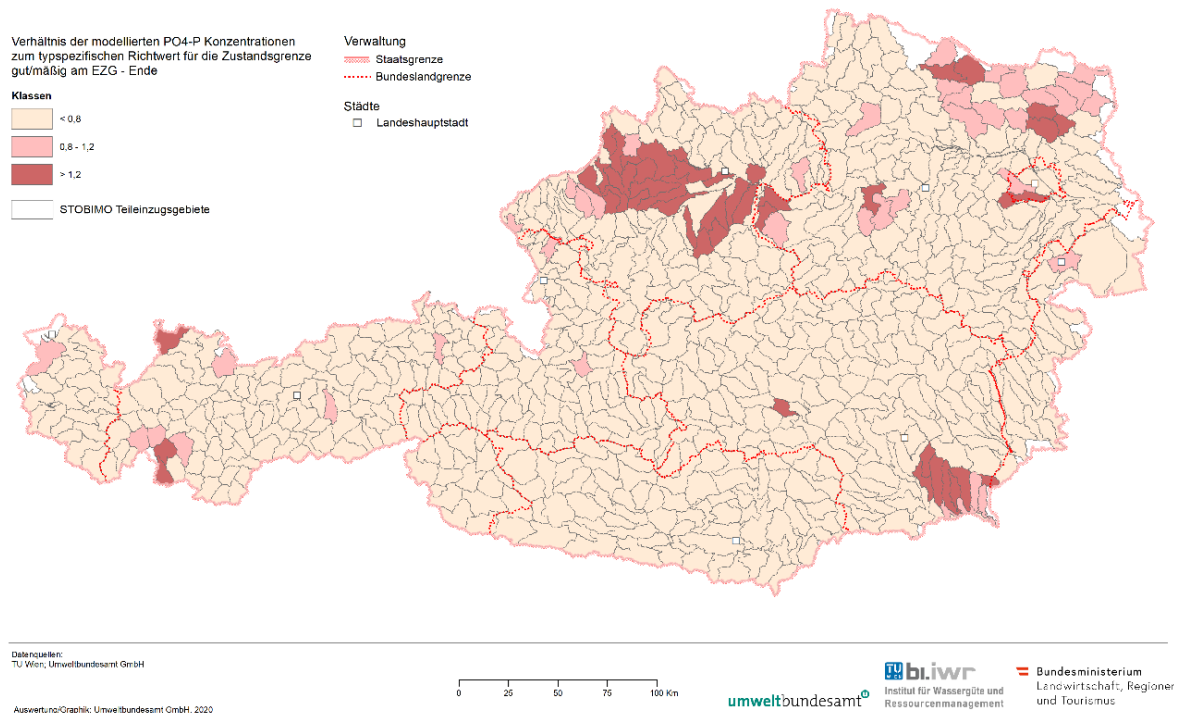 Verhältnis der modellierten PO4-P Konzentrationen
zum typspezifischen Richtwert für die Zustandsgrenze
gut/mäßig am EZG - Ende
Klassen
< 0,8
0,8 - 1,2
> 1,2
STOBIMO Teileinzugsgebiete
Verwaltung
Staatsgrenze
Bundeslandgrenze
Städte
Landeshauptstadt
Datenquellen:
TU Wien; Umweltbundesamt GmbH
Auswertung/Graphik: Umweltbundesamt GmbH, 2020
0 25 50 75 100 Km
umweltbundesamt
TU bi.iwr
Institut für Wassergüte und
Ressourcenmanagement
Bundesministerium
Landwirtschaft, Regionen
und Tourismus